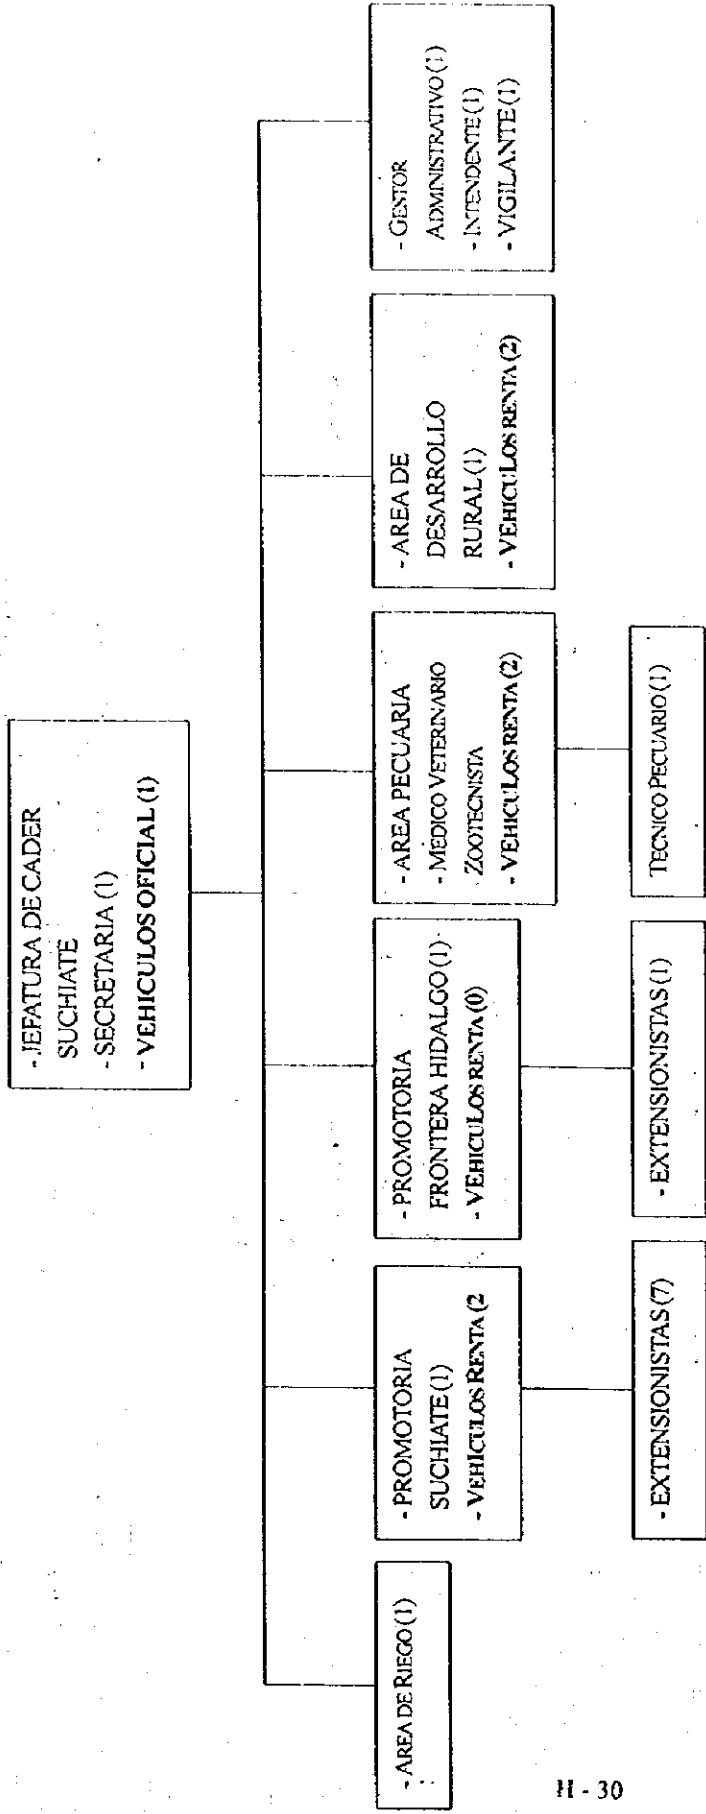 - JEFATURA DE CADER
SUCHIATE
- SECRETARIA (1)
- VEHICULOS OFICIAL (1)
- AREA DE RIEGO (1)
- PROMOTORIA
SUCHIATE (1)
- VEHÍCULOS RENTA (2
- PROMOTORIA
FRONTERA HIDALGO (1)
- VEHICULOS RENTA (0)
- AREA PECUARIA
- MÉDICO VETERINARIO
ZOOTECNISTA
- VEHICULOS RENTA (2)
- AREA DE
DESARROLLO
RURAL (1)
- VEHICULOS RENTA (2)
- GESTOR
ADMINISTRATIVO (1)
- INTENDENTE (1)
- VIGILANTE (1)
- EXTENSIONISTAS (7)
- EXTENSIONISTAS (1)
TECNICO PECUARIO (1)
H - 30